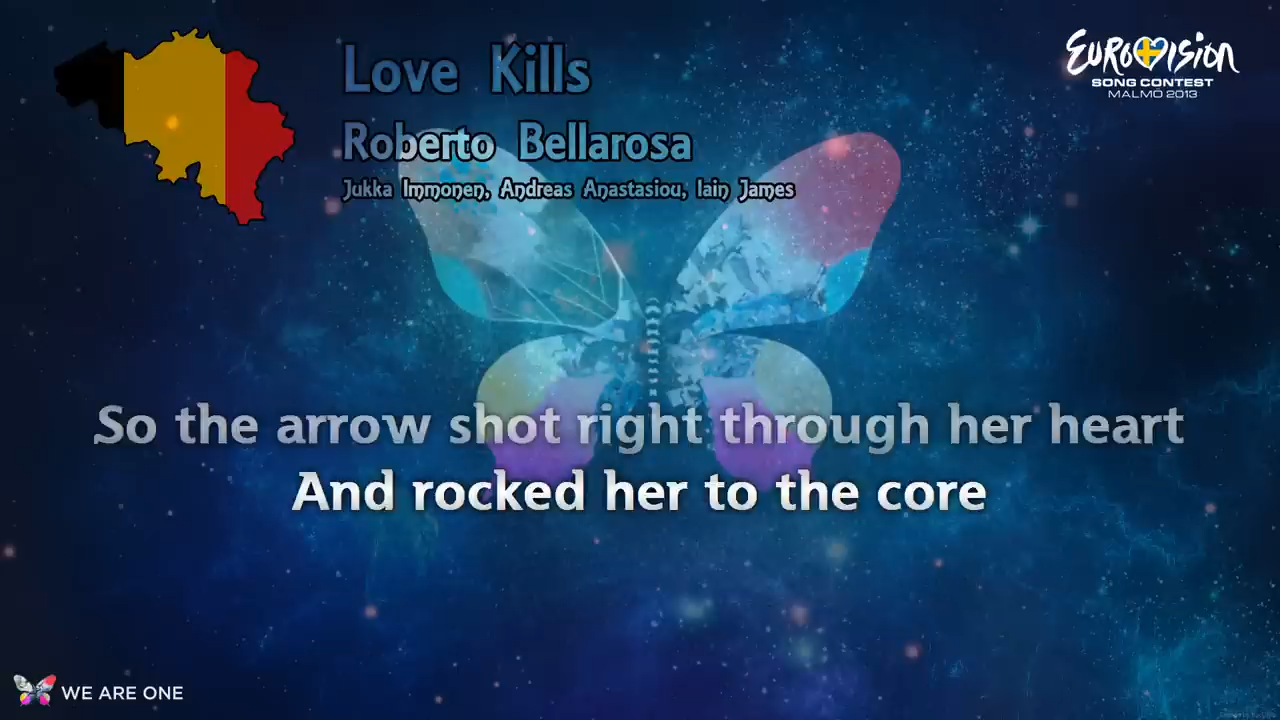 Love Kills
Roberto Bellarosa
Jukka Immonen, Andreas Anastasiou, Iain James
EUROVISION
SONG CONTEST
MALMÖ 2013
So the arrow shot right through her heart
And rocked her to the core
WE ARE ONE